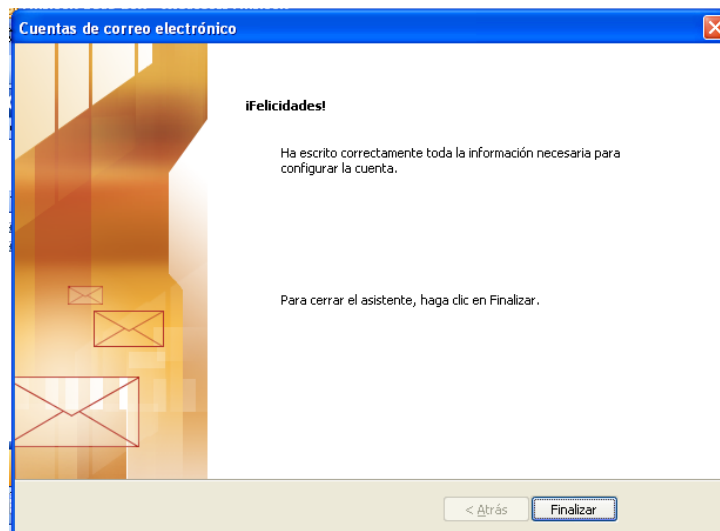 Cuentas de correo electrónico
¡Felicidades!
Ha escrito correctamente toda la información necesaria para
configurar la cuenta.
Para cerrar el asistente, haga clic en Finalizar.
< Atrás
Finalizar